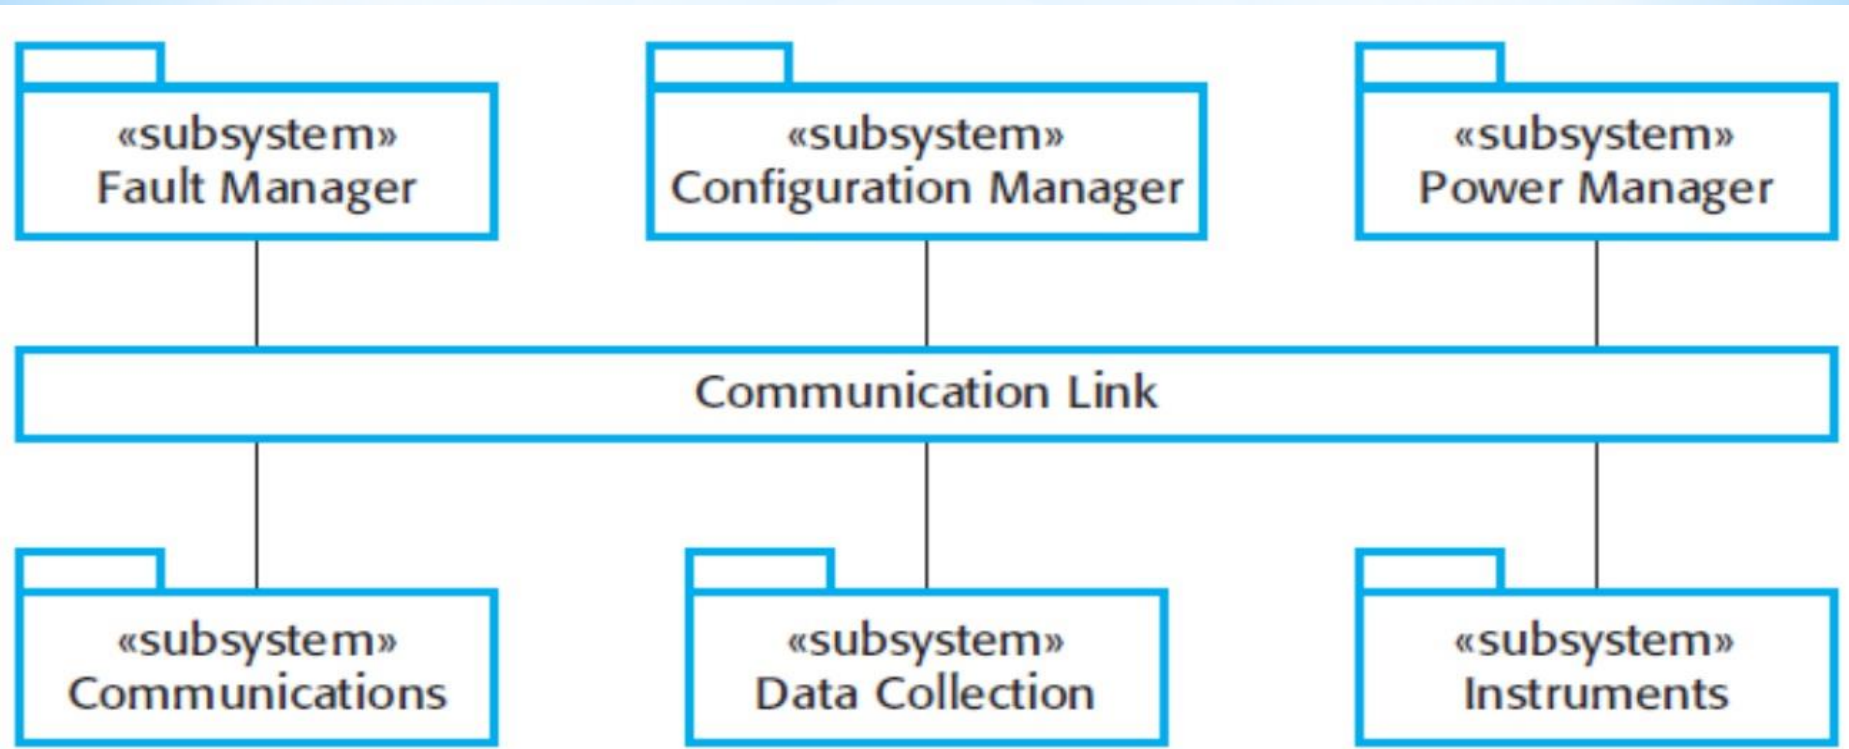 «subsystem»
Fault Manager
«subsystem»
Configuration Manager
«subsystem»
Power Manager
Communication Link
«subsystem»
Communications
«subsystem»
Data Collection
«subsystem»
Instruments